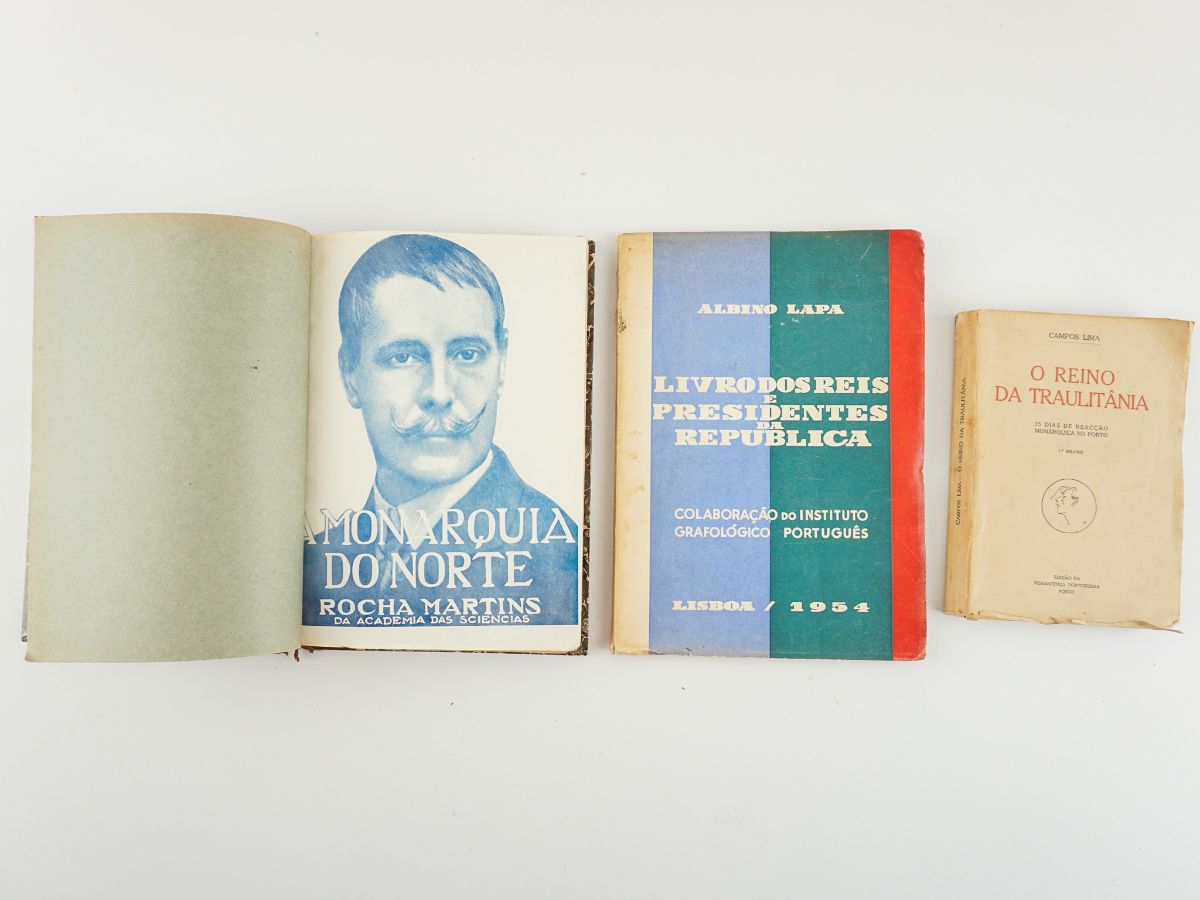 A MONARQUIA
DO NORTE
ROCHA MARTINS
DA ACADEMIA DAS SCIENCIAS
ALBINO LAPA
LIVRO DOS REIS
E
PRESIDENTES
DA
REPUBLICA
COLABORAÇÃO DO INSTITUTO
GRAFOLÓGICO PORTUGUÊS
LISBOA / 1954
CAMPOS LIMA — O REINO DA TRAULITÂNIA
CAMPOS LIMA
O REINO
DA TRAULITÂNIA
25 DIAS DE REACÇÃO
MONÁRQUICA NO PORTO
1.º MILHAR
EDIÇÃO DA
RENASCENÇA PORTUGUESA
PORTO